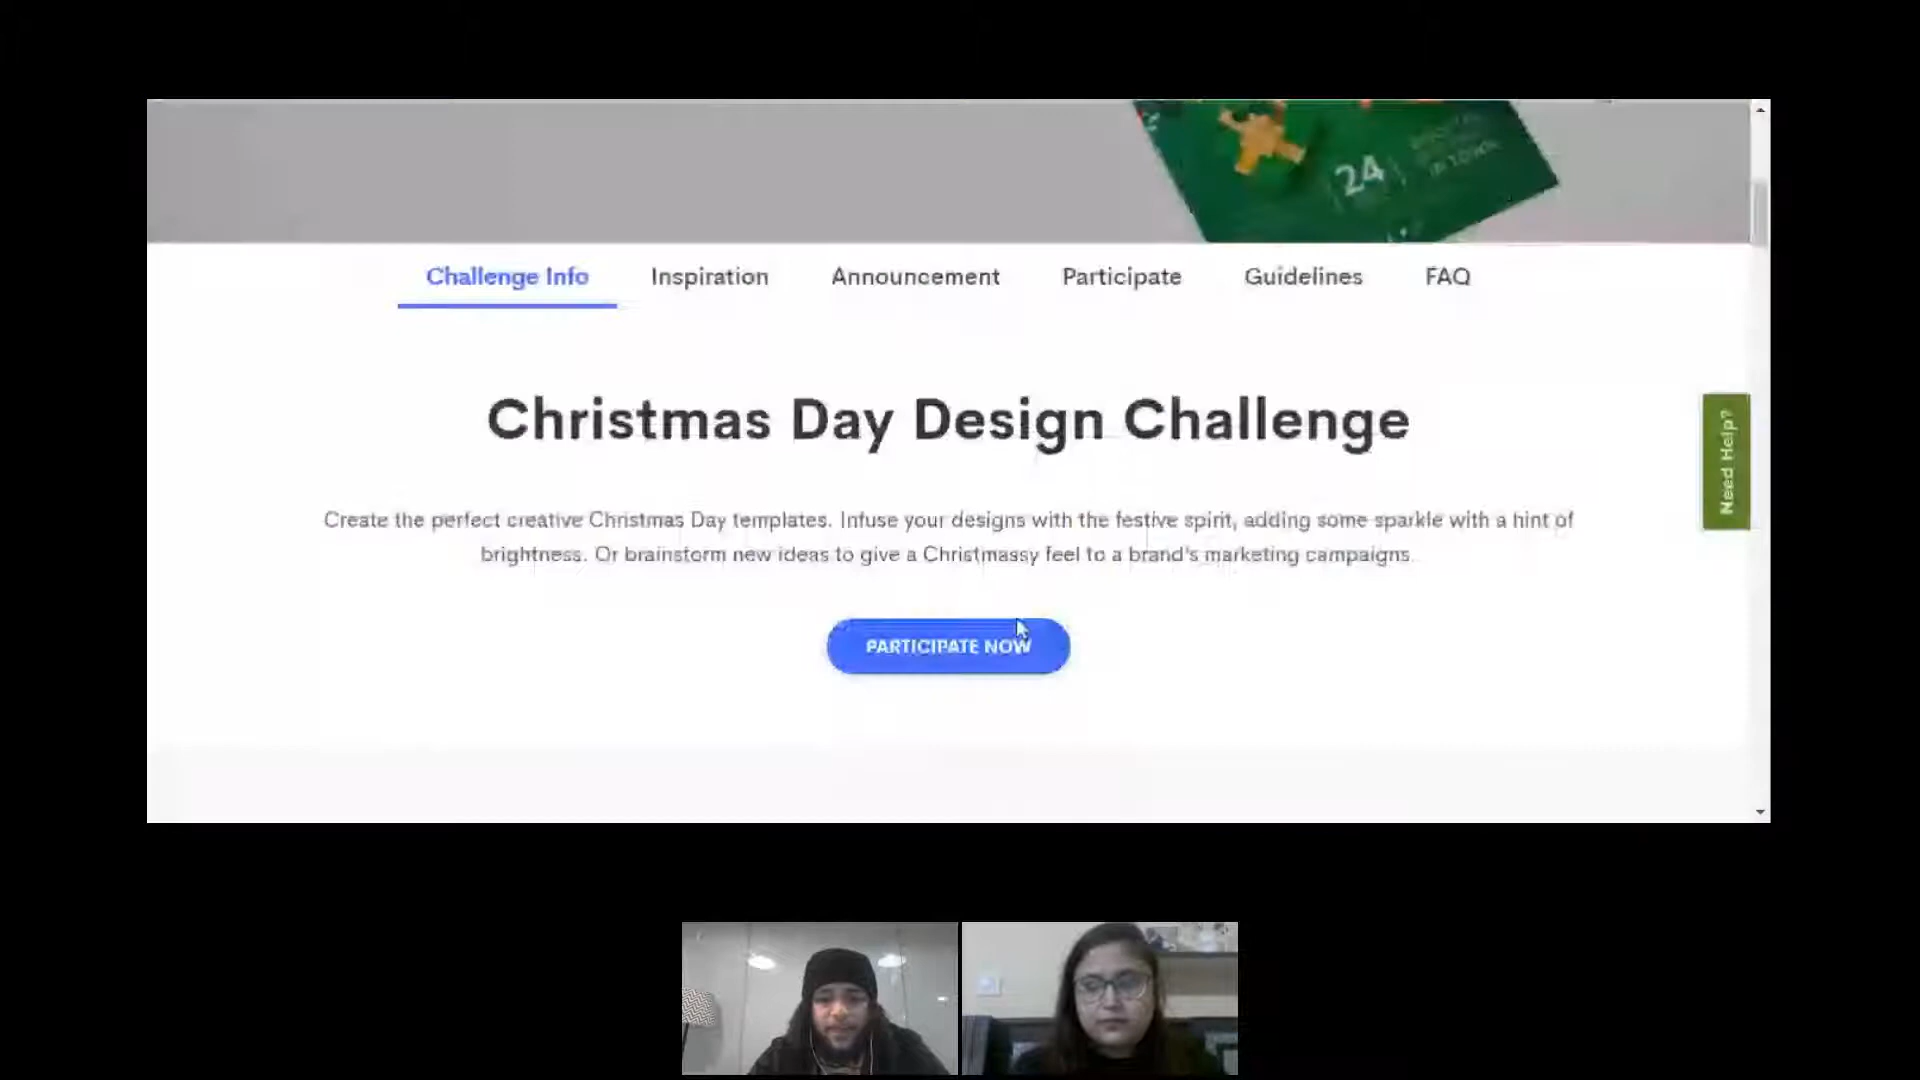 24
IN TOWN
Challenge Info Inspiration Announcement Participate Guidelines FAQ
Christmas Day Design Challenge
Create the perfect creative Christmas Day templates. Infuse your designs with the festive spirit, adding some sparkle with a hint of
brightness. Or brainstorm new ideas to give a Christmassy feel to a brand's marketing campaigns.
PARTICIPATE NOW
Need Help?